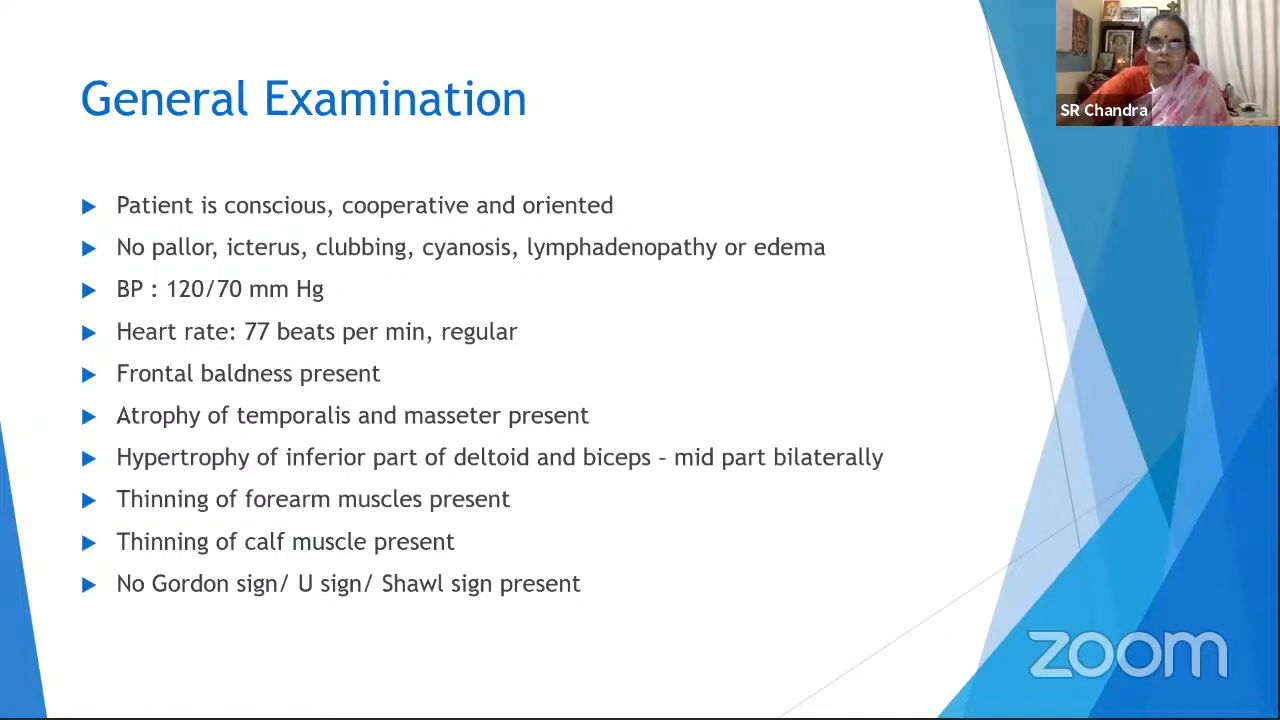 General Examination
SR Chandra
Patient is conscious, cooperative and oriented
No pallor, icterus, clubbing, cyanosis, lymphadenopathy or edema
BP : 120/70 mm Hg
Heart rate: 77 beats per min, regular
Frontal baldness present
Atrophy of temporalis and masseter present
Hypertrophy of inferior part of deltoid and biceps – mid part bilaterally
Thinning of forearm muscles present
Thinning of calf muscle present
No Gordon sign/ U sign/ Shawl sign present
zoom